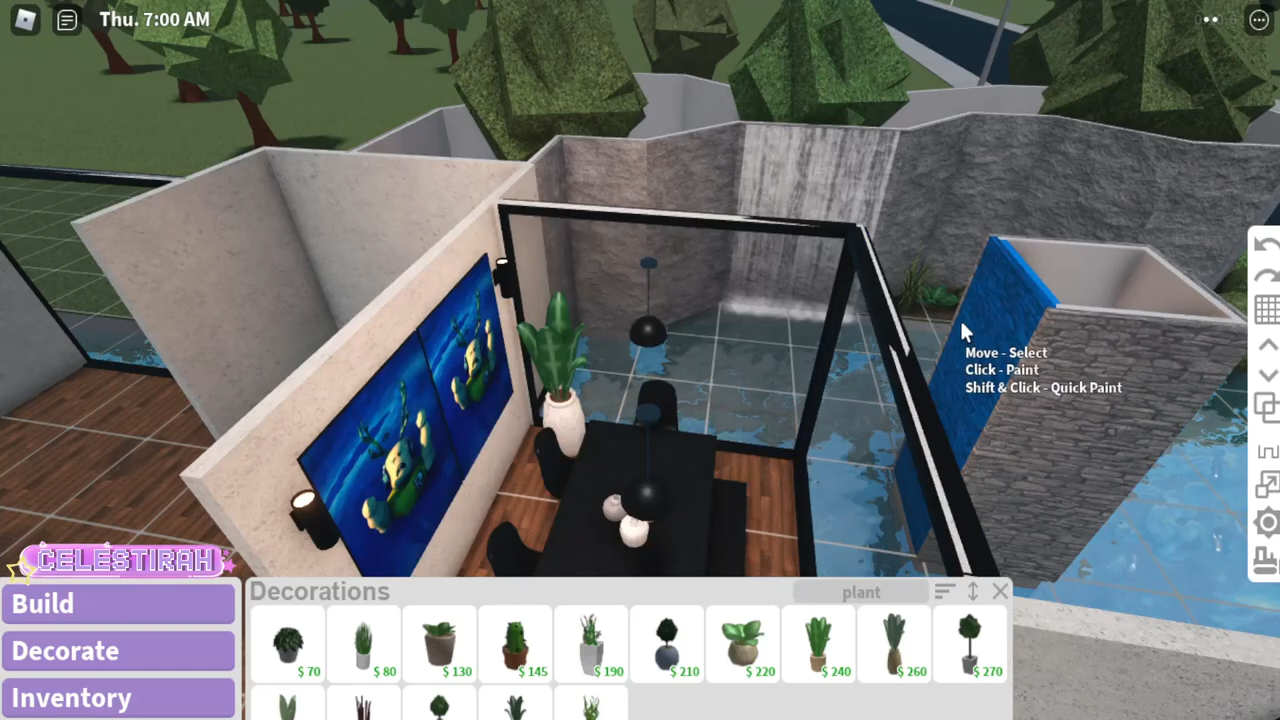 Thu. 7:00 AM
Move - Select
Click - Paint
Shift & Click - Quick Paint
CELESTIRAH
Build
Decorate
Inventory
Decorations
plant
$ 70
$ 80
$ 130
$ 145
$ 190
$ 210
$ 220
$ 240
$ 260
$ 270